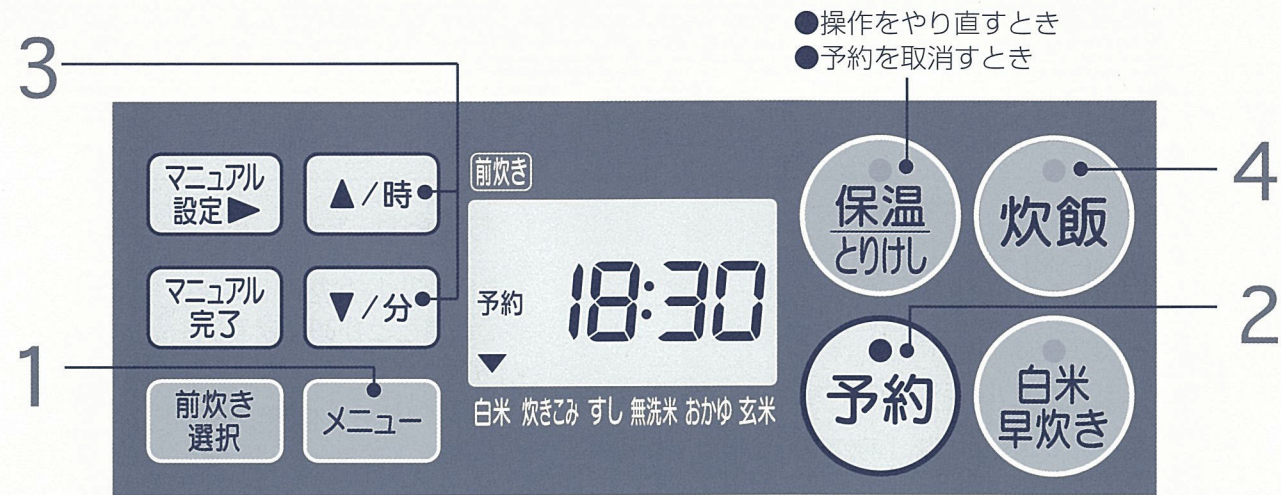 ●操作をやり直すとき
●予約を取消すとき
3
マニュアル
設定▶
▲/時
前炊き
保温
とりけし
炊飯
4
マニュアル
完了
▼/分
予約
18:30
▼
2
1
前炊き
選択
メニュー
白米 炊きこみ すし 無洗米 おかゆ 玄米
予約
白米
早炊き